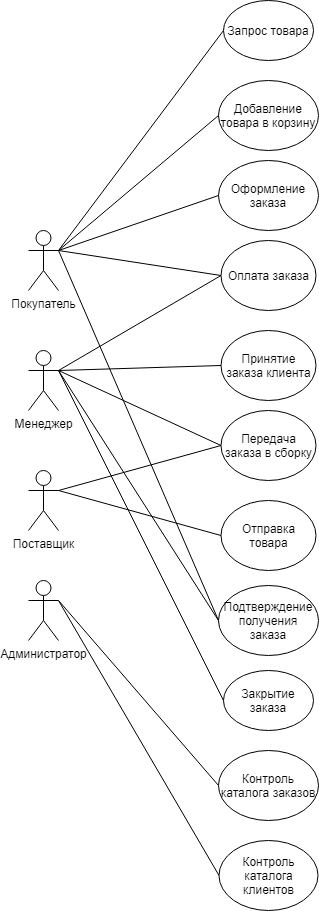 Запрос товара
Добавление
товара в корзину
Оформление
заказа
Оплата заказа
Покупатель
Принятие
заказа клиента
Менеджер
Передача
заказа в сборку
Отправка
товара
Поставщик
Подтверждение
получения
заказа
Администратор
Закрытие
заказа
Контроль
каталога заказов
Контроль
каталога
клиентов